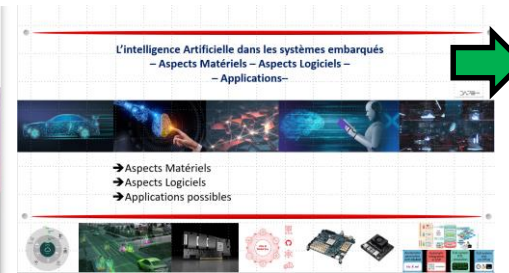 L'intelligence Artificielle dans les systèmes embarqués
– Aspects Matériels – Aspects Logiciels –
– Applications–
➔Aspects Matériels
➔Aspects Logiciels
➔Applications possibles